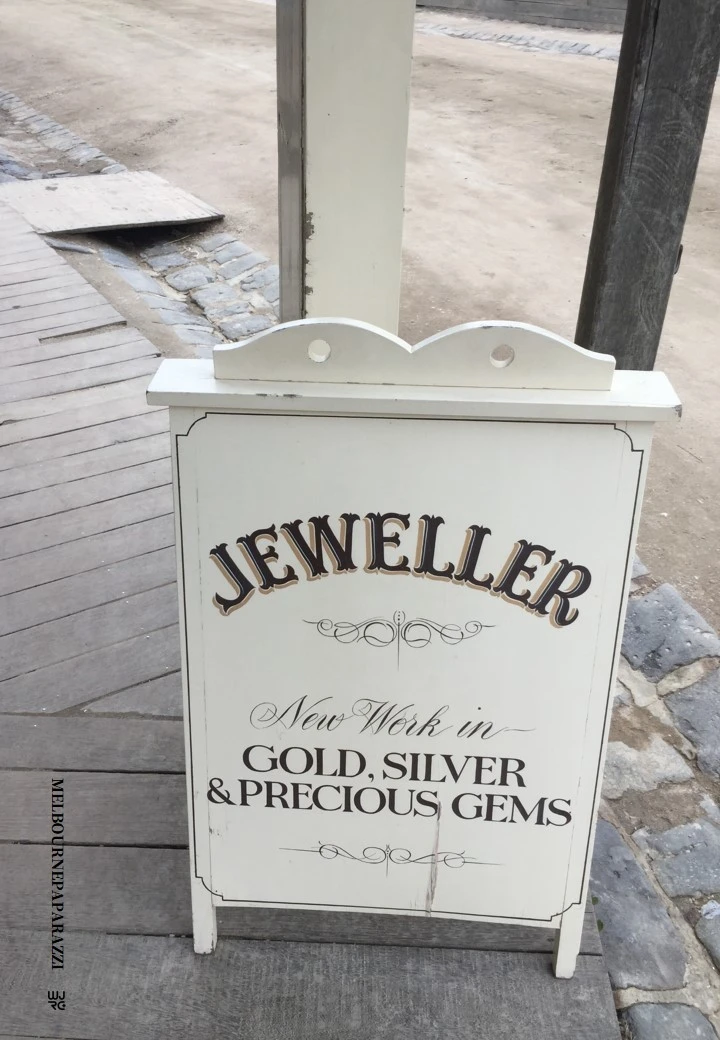 JEWELLER
New Work in
GOLD, SILVER
& PRECIOUS GEMS
MELBOURNEPAPARAZZI